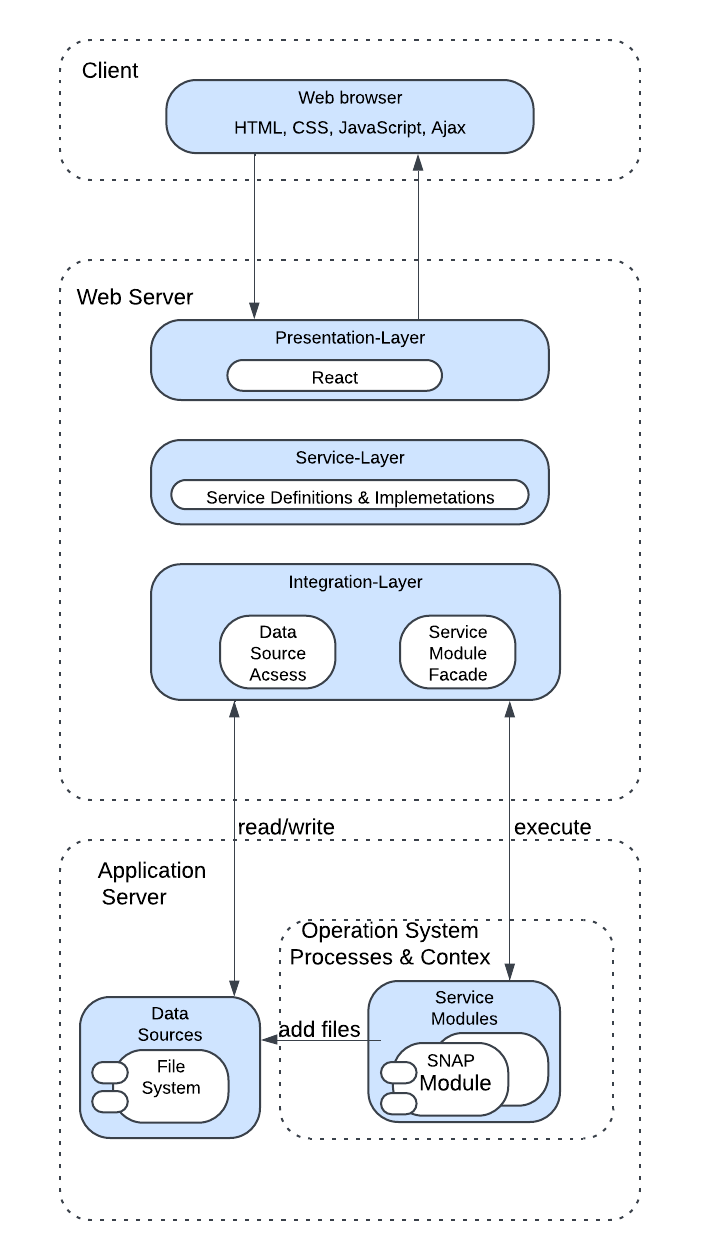 Client
Web browser
HTML, CSS, JavaScript, Ajax
Web Server
Presentation-Layer
React
Service-Layer
Service Definitions & Implemetations
Integration-Layer
Data
Source
Acsess
Service
Module
Facade
read/write
execute
Application
Server
Operation System
Processes & Contex
Data
Sources
File
System
add files
Service
Modules
SNAP
Module